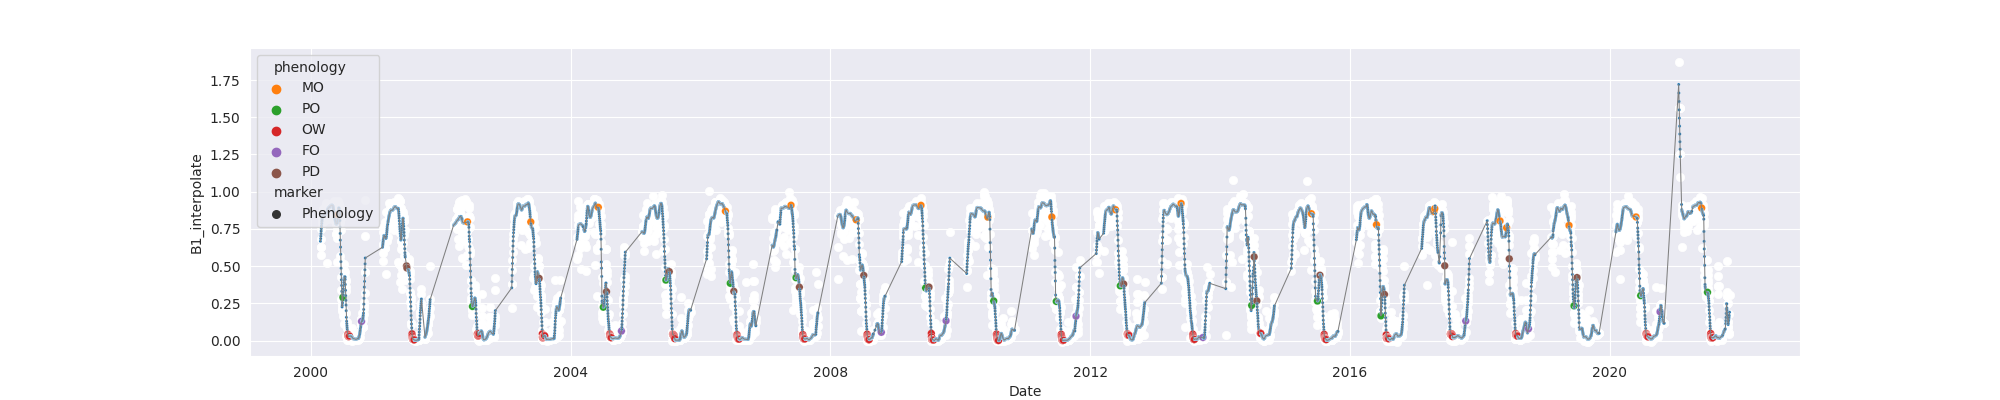 phenology
MO
PO
OW
FO
PD
marker
Phenology
B1_interpolate
1.75
1.50
1.25
1.00
0.75
0.50
0.25
0.00
2000
2004
2008
2012
2016
2020
Date